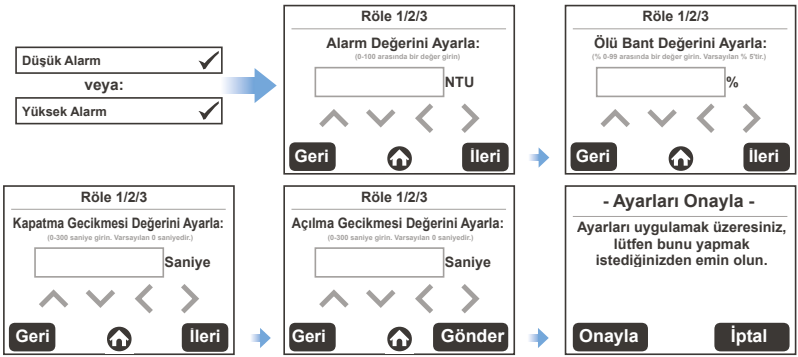 Düşük Alarm
veya:
Yüksek Alarm
Röle 1/2/3
Alarm Değerini Ayarla:
(0-100 arasında bir değer girin)
NTU
Geri
İleri
Röle 1/2/3
Ölü Bant Değerini Ayarla:
(% 0-99 arasında bir değer girin. Varsayılan % 5'tir.)
%
Geri
İleri
Röle 1/2/3
Kapatma Gecikmesi Değerini Ayarla:
(0-300 saniye girin. Varsayılan 0 saniyedir.)
Saniye
Geri
İleri
Röle 1/2/3
Açılma Gecikmesi Değerini Ayarla:
(0-300 saniye girin. Varsayılan 0 saniyedir.)
Saniye
Geri
Gönder
- Ayarları Onayla -
Ayarları uygulamak üzeresiniz,
lütfen bunu yapmak
istediğinizden emin olun.
Onayla
İptal